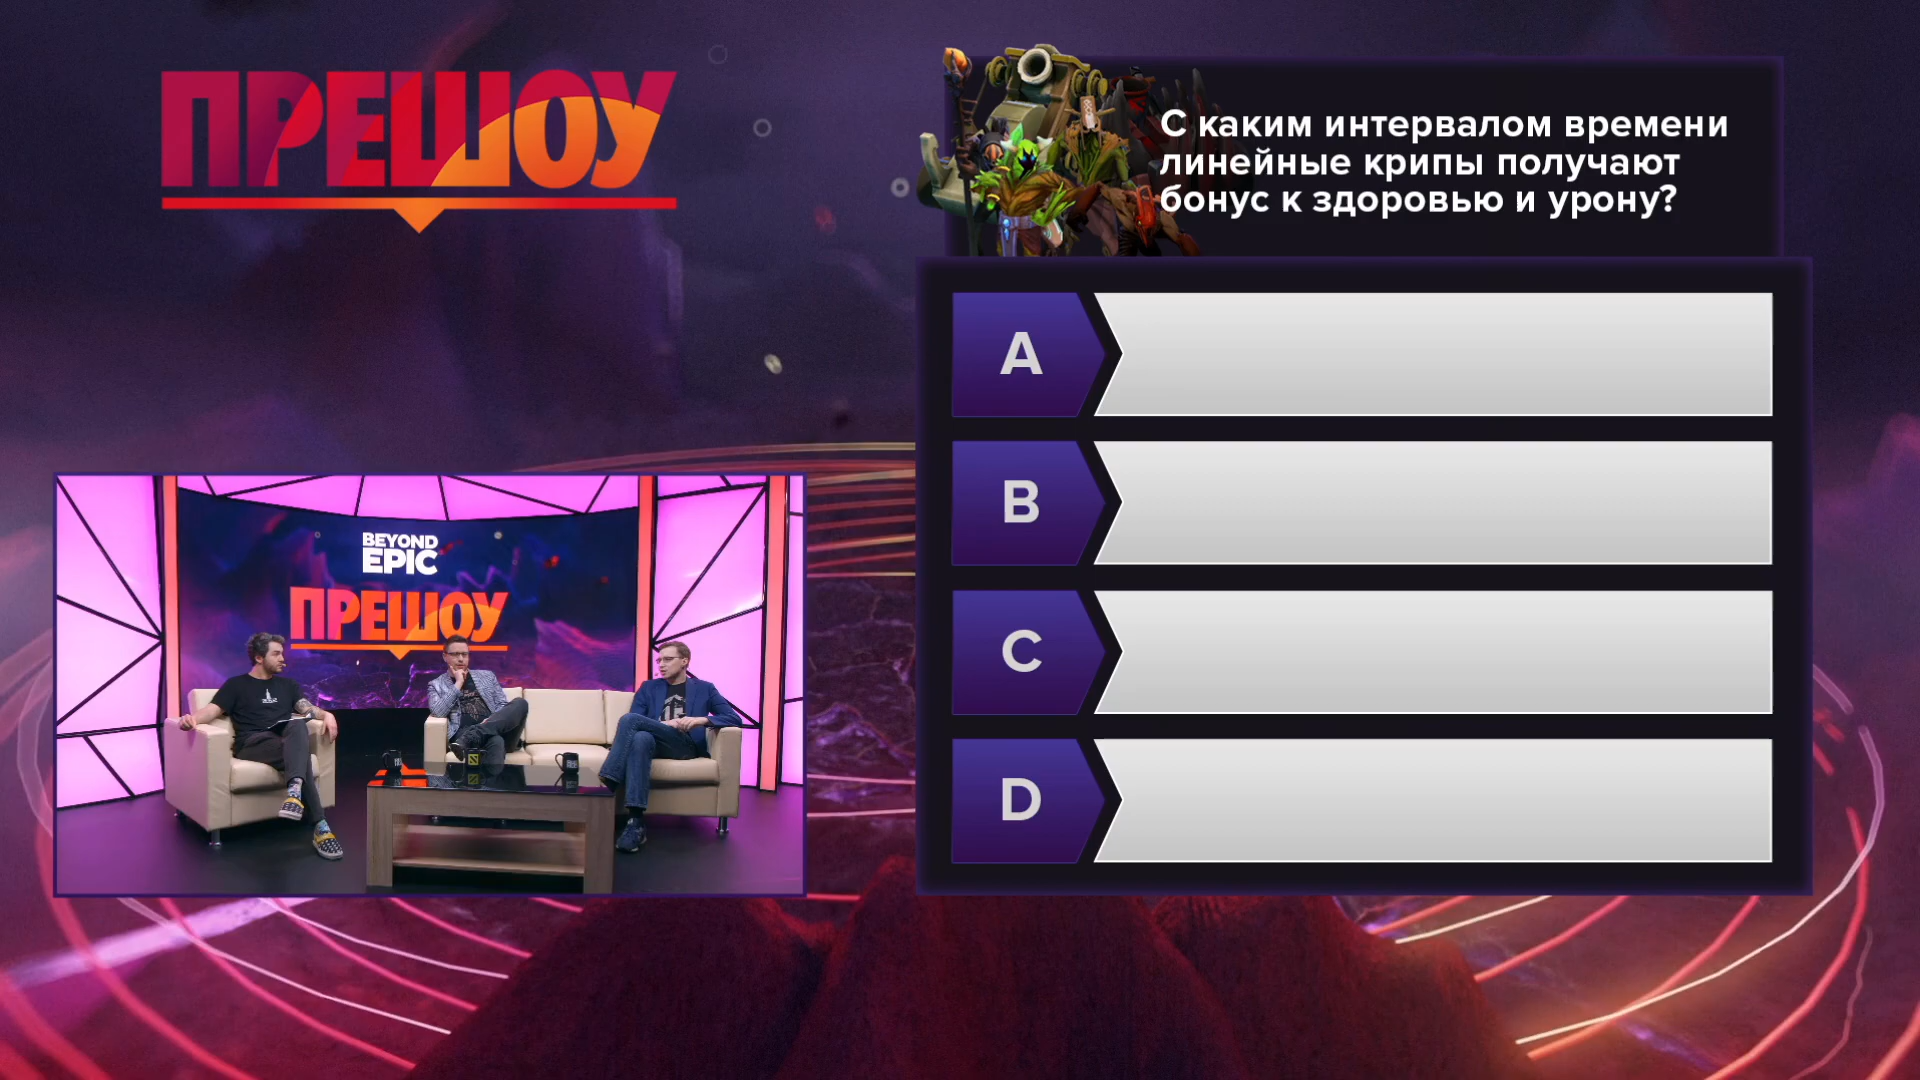 ПРЕШОУ
С каким интервалом времени
линейные крипы получают
бонус к здоровью и урону?
A
B
C
D
BEYOND
EPIC
ПРЕШОУ